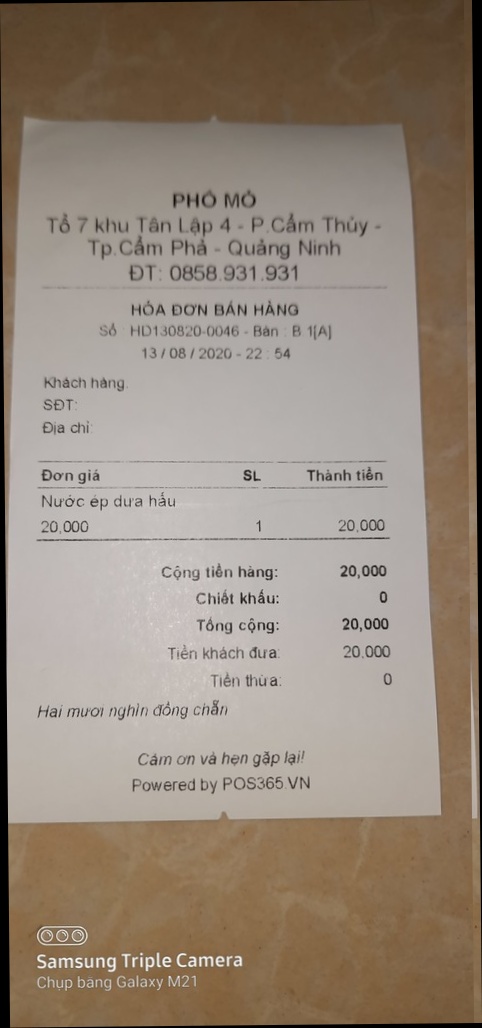 PHỐ MỎ
Tổ 7 khu Tân Lập 4 - P.Cẩm Thủy -
Tp.Cẩm Phả - Quảng Ninh
ĐT: 0858.931.931
HÓA ĐƠN BÁN HÀNG
Số : HD130820-0046 - Bàn : B.1[A]
13 / 08 / 2020 - 22 : 54
Khách hàng:
SĐT:
Địa chỉ:
Đơn giá SL Thành tiền
Nước ép dưa hấu
20,000 1 20,000
Cộng tiền hàng: 20,000
Chiết khấu: 0
Tổng cộng: 20,000
Tiền khách đưa: 20,000
Tiền thừa: 0
Hai mươi nghìn đồng chẵn
Cảm ơn và hẹn gặp lại!
Powered by POS365.VN
Samsung Triple Camera
Chụp bằng Galaxy M21